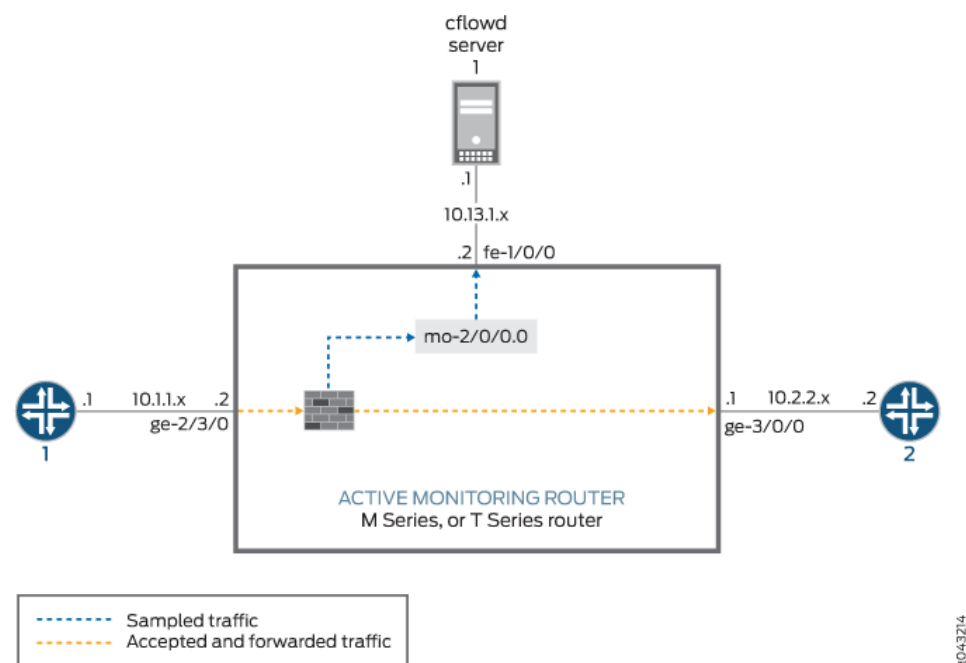 cflowd
server
1
.1
10.13.1.x
.2 fe-1/0/0
mo-2/0/0.0
.1 10.1.1.x .2
ge-2/3/0
1
.1 10.2.2.x .2
ge-3/0/0
2
ACTIVE MONITORING ROUTER
M Series, or T Series router
Sampled traffic
Accepted and forwarded traffic